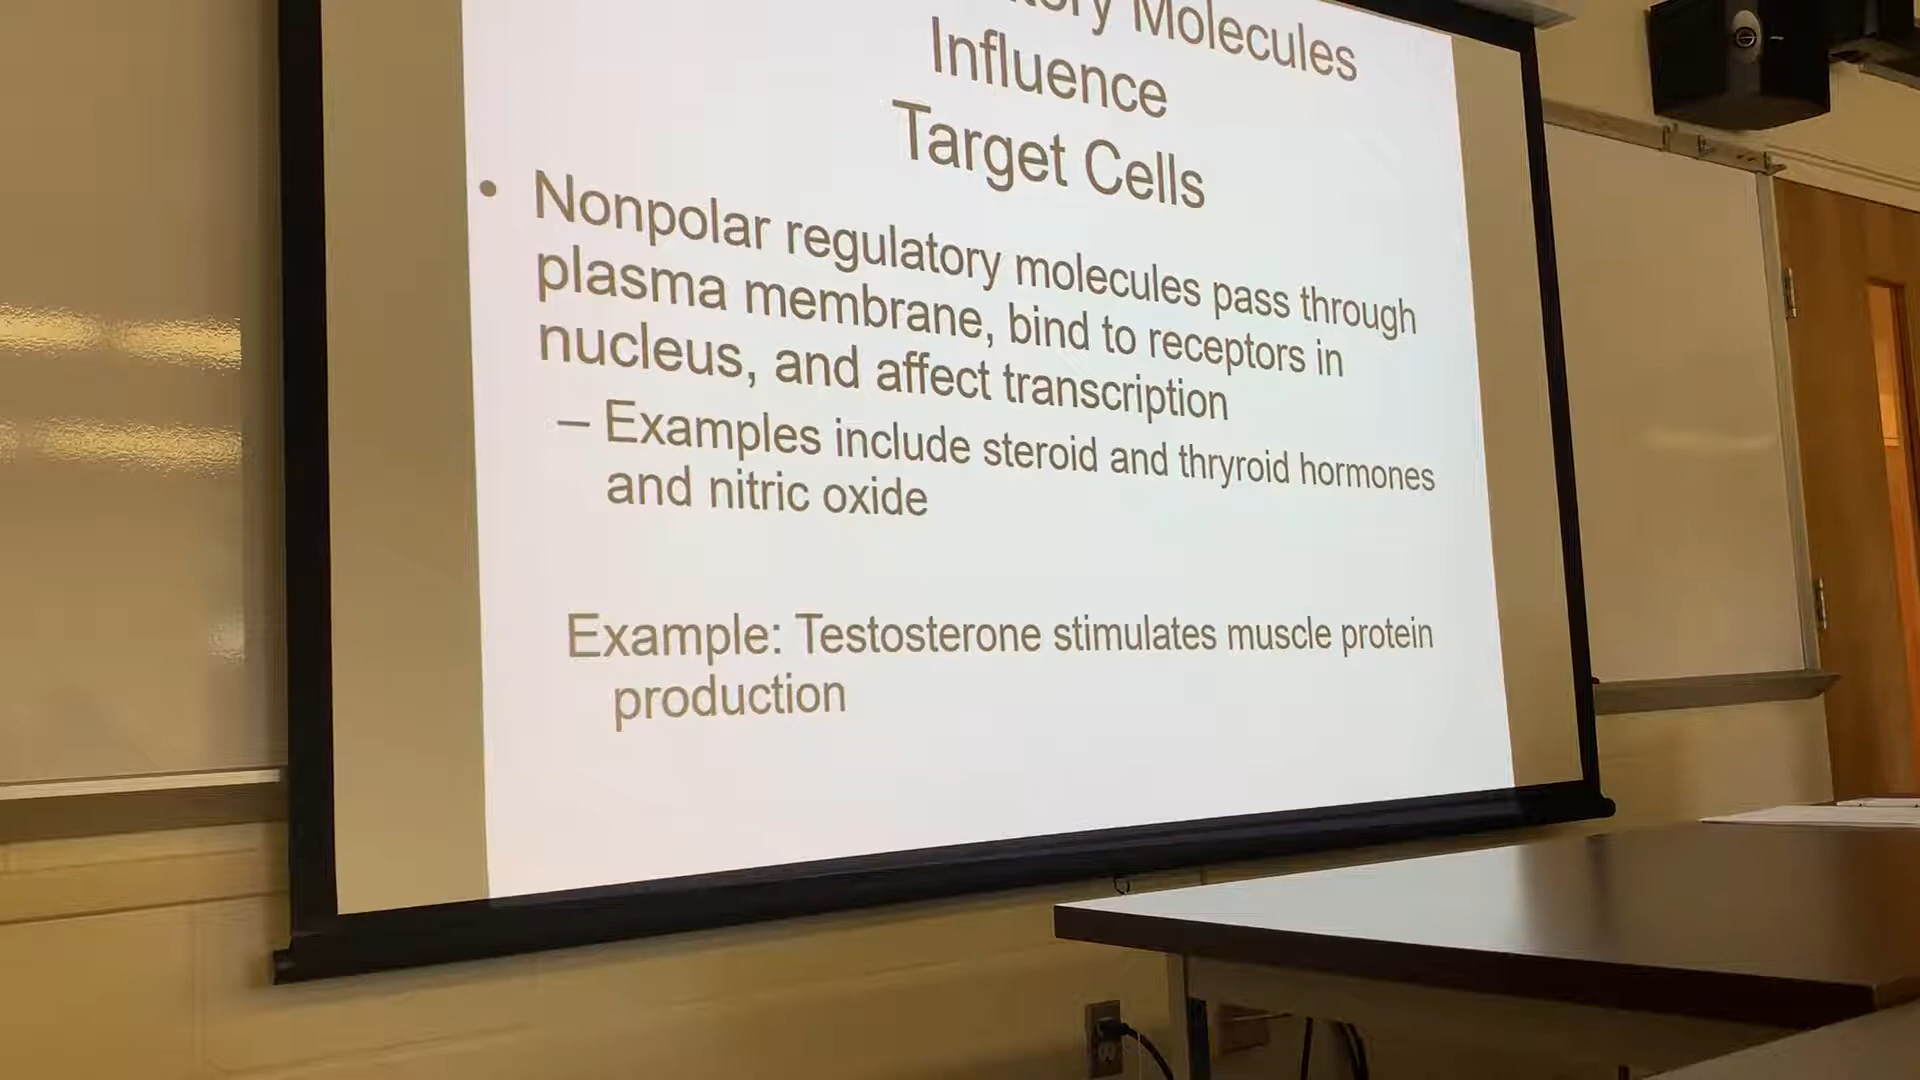 Molecules
Influence
Target Cells
• Nonpolar regulatory molecules pass through
plasma membrane, bind to receptors in
nucleus, and affect transcription
– Examples include steroid and thryroid hormones
and nitric oxide
Example: Testosterone stimulates muscle protein
production